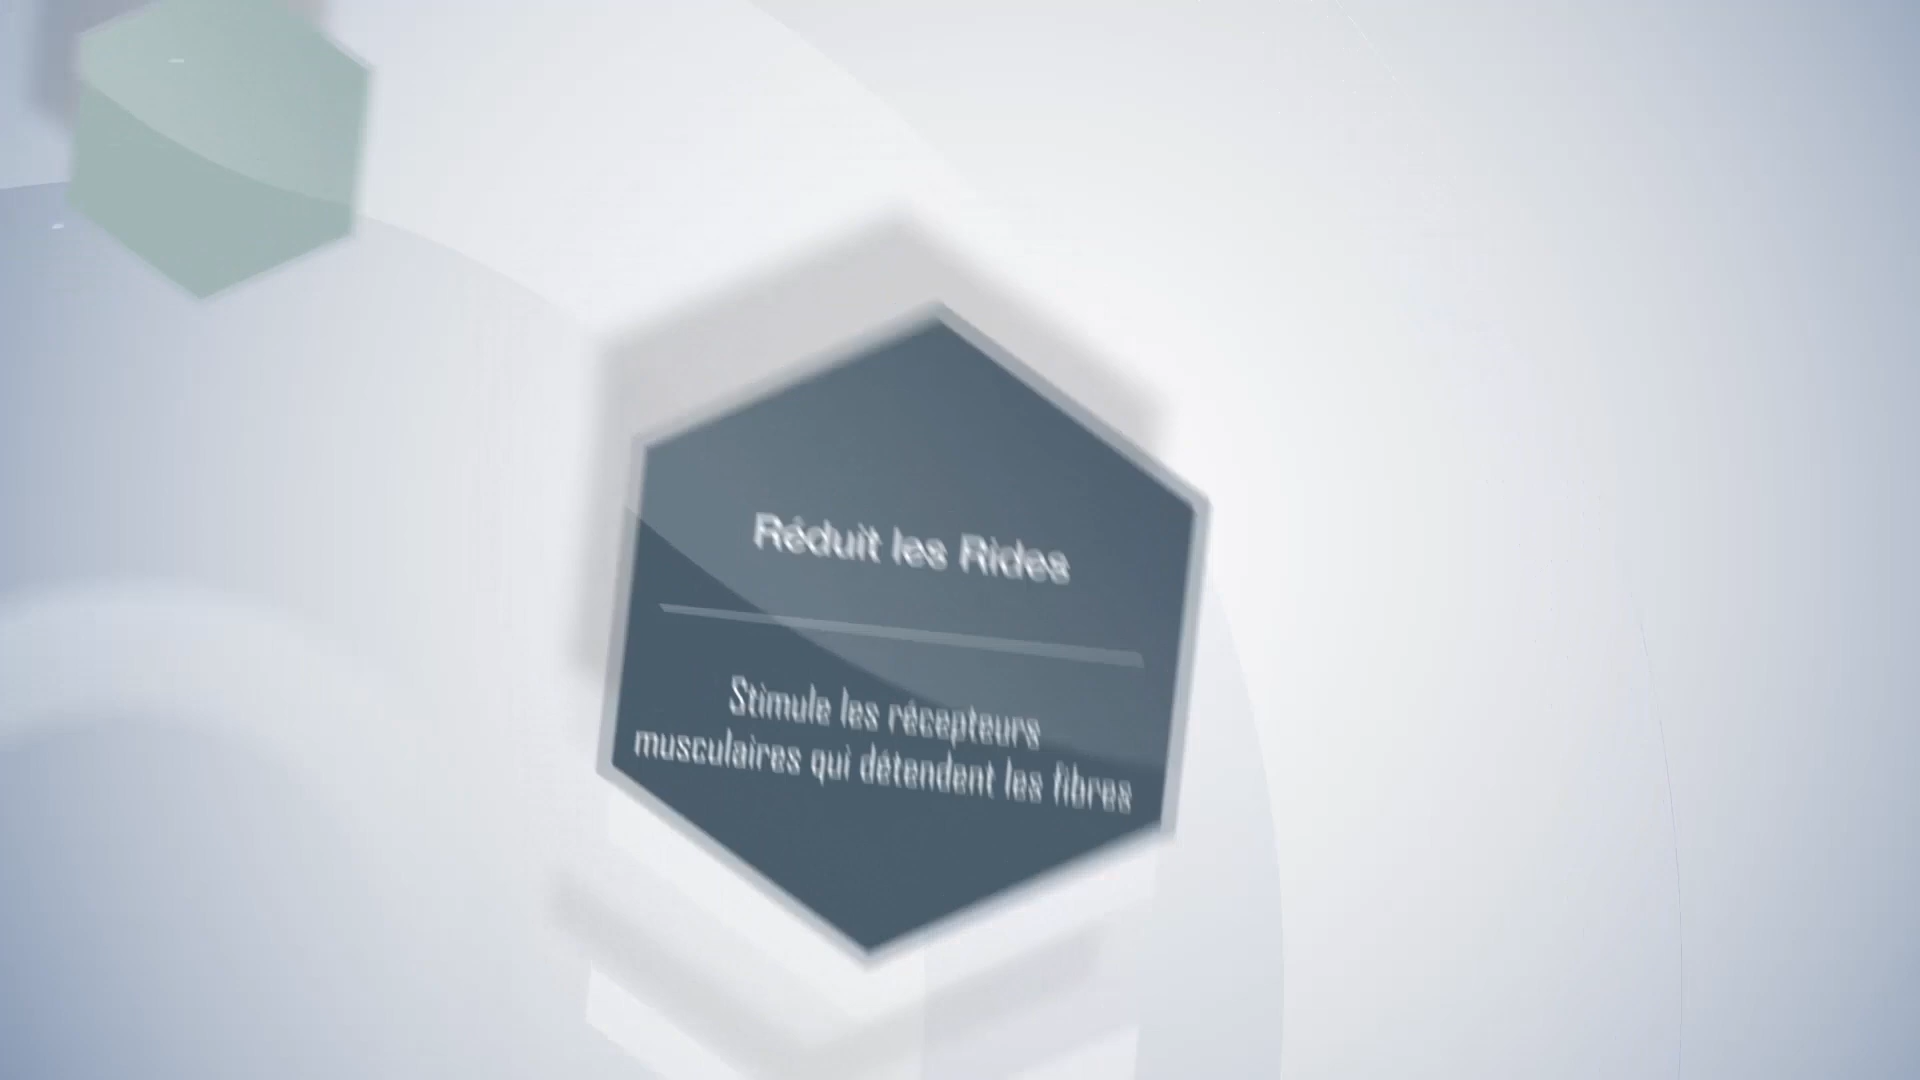 Réduit les Rides
Stimule les récepteurs
musculaires qui détendent les fibres